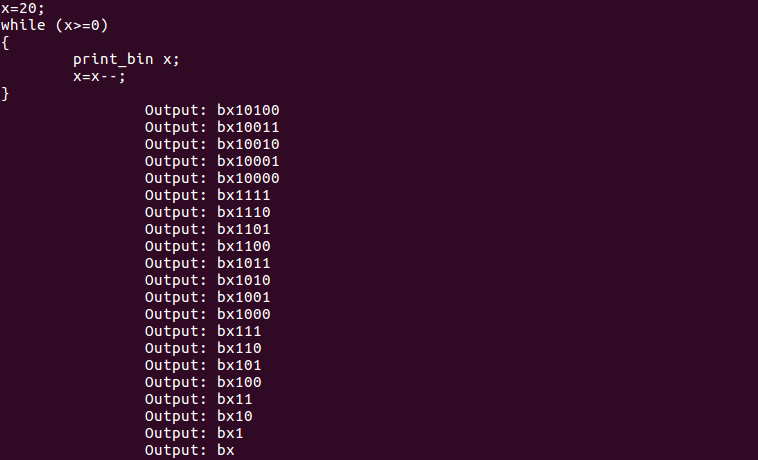 x=20;
while (x>=0)
{
print_bin x;
x=x--;
}
Output: bx10100
Output: bx10011
Output: bx10010
Output: bx10001
Output: bx10000
Output: bx1111
Output: bx1110
Output: bx1101
Output: bx1100
Output: bx1011
Output: bx1010
Output: bx1001
Output: bx1000
Output: bx111
Output: bx110
Output: bx101
Output: bx100
Output: bx11
Output: bx10
Output: bx1
Output: bx